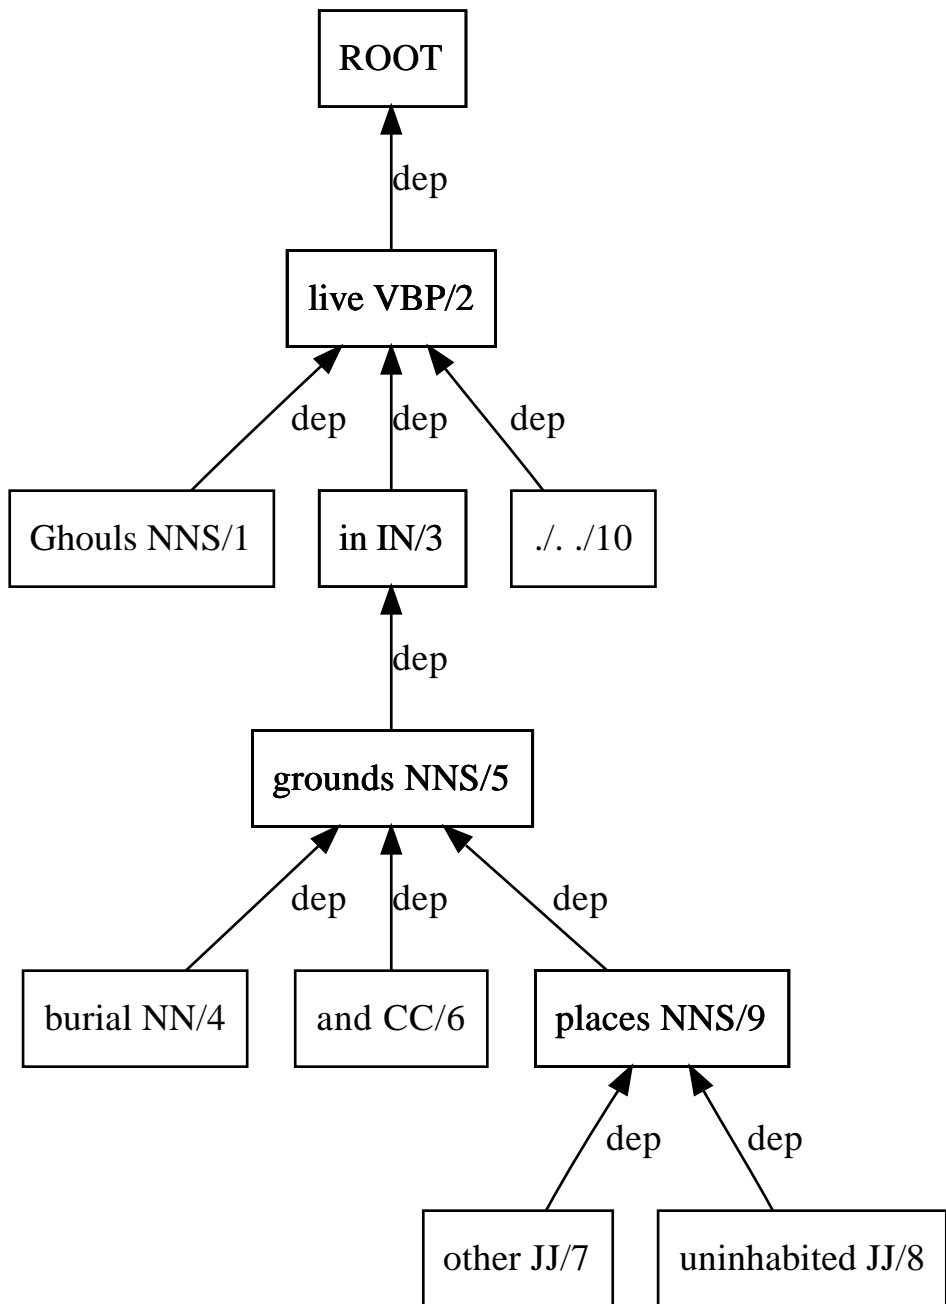 ROOT
dep
live VBP/2
dep dep dep
Ghouls NNS/1 in IN/3 ./. ./10
dep
grounds NNS/5
dep dep dep
burial NN/4 and CC/6 places NNS/9
dep dep
other JJ/7 uninhabited JJ/8